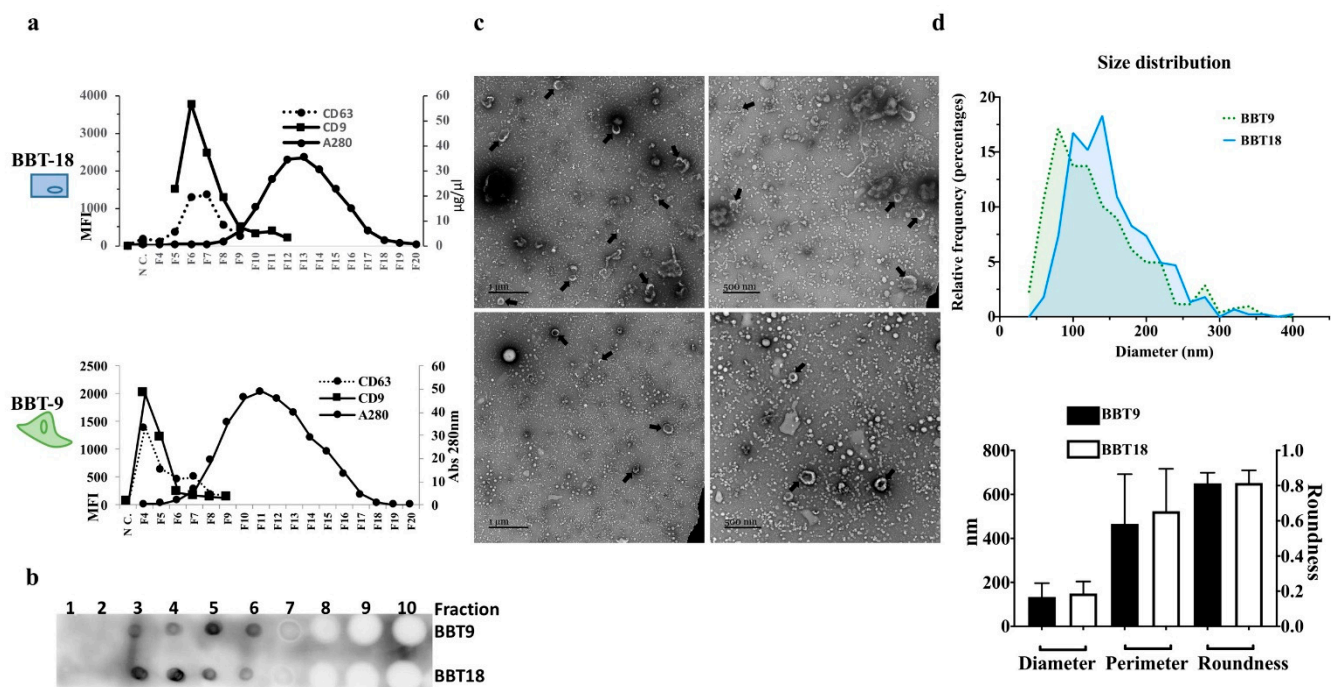 a
4000
3000
2000
1000
0
MFI
60
50
40
30
20
10
0
µg/µl
CD63
CD9
A280
BBT-18
N C.
F4
F5
F6
F7
F8
F9
F10
F11
F12
F13
F14
F15
F16
F17
F18
F19
F20
2500
2000
1500
1000
500
0
MFI
60
50
40
30
20
10
0
Abs 280nm
CD63
CD9
A280
BBT-9
N C.
F4
F5
F6
F7
F8
F9
F10
F11
F12
F13
F14
F15
F16
F17
F18
F19
F20
b
1 2 3 4 5 6 7 8 9 10 Fraction
BBT9
BBT18
c
1 µm
500 nm
1 µm
500 nm
d
Size distribution
BBT9
BBT18
Relative frequency (percentages)
20
15
10
5
0
100 200 300 400
Diameter (nm)
BBT9
BBT18
nm
800
600
400
200
0
1.0
0.8
0.6
0.4
0.2
0.0
Roundness
Diameter Perimeter Roundness